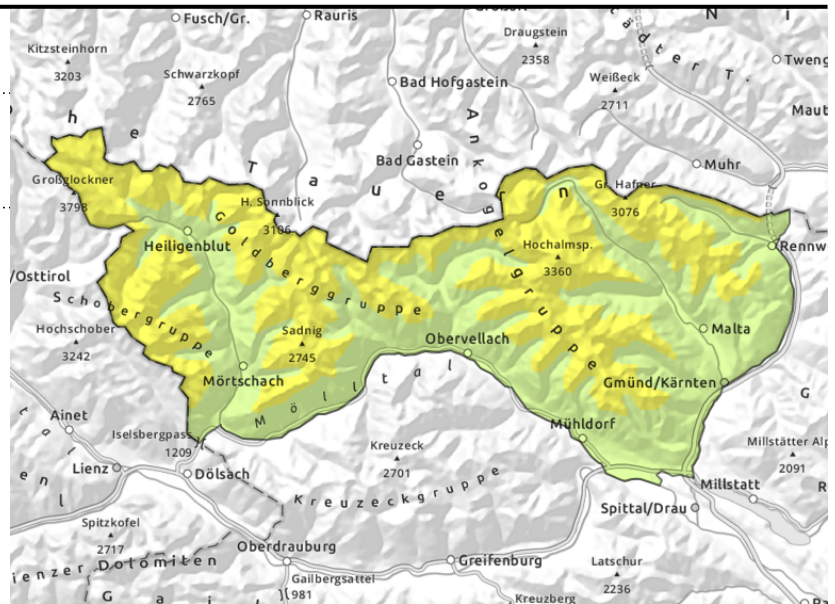 Fusch/Gr.
Rauris
Draugstein
2358
N i
Kitzsteinhorn
3203
Schwarzkopf
2765
Bad Hofgastein
Weißeck
2711
dter T.
Tweng
Maut
h e T a u e r n
Bad Gastein
Ankogelgruppe
Muhr
Großglockner
3798
H. Sonnblick
3106
Gr. Hafner
3076
Heiligenblut
Goldberggruppe
Hochalmsp.
3360
Rennw
/Osttirol
Schobergruppe
Hochschober
3242
Sadnig
2745
Obervellach
Malta
Mörtschach
Gmünd/Kärnten
Mölltal
G
Ainet
Iselsbergpass
1209
Mühldorf
Kreuzeck
2701
Millstätter Alp
2091
Lienz
Dölsach
Kreuzeckgruppe
Millstatt
R
Spittal/Drau
Spitzkofel
2717
Oberdrauburg
ienzer Dolomiten
Greifenburg
Latschur
2236
Gailbergsattel
981
G a i l
Kreuzberg